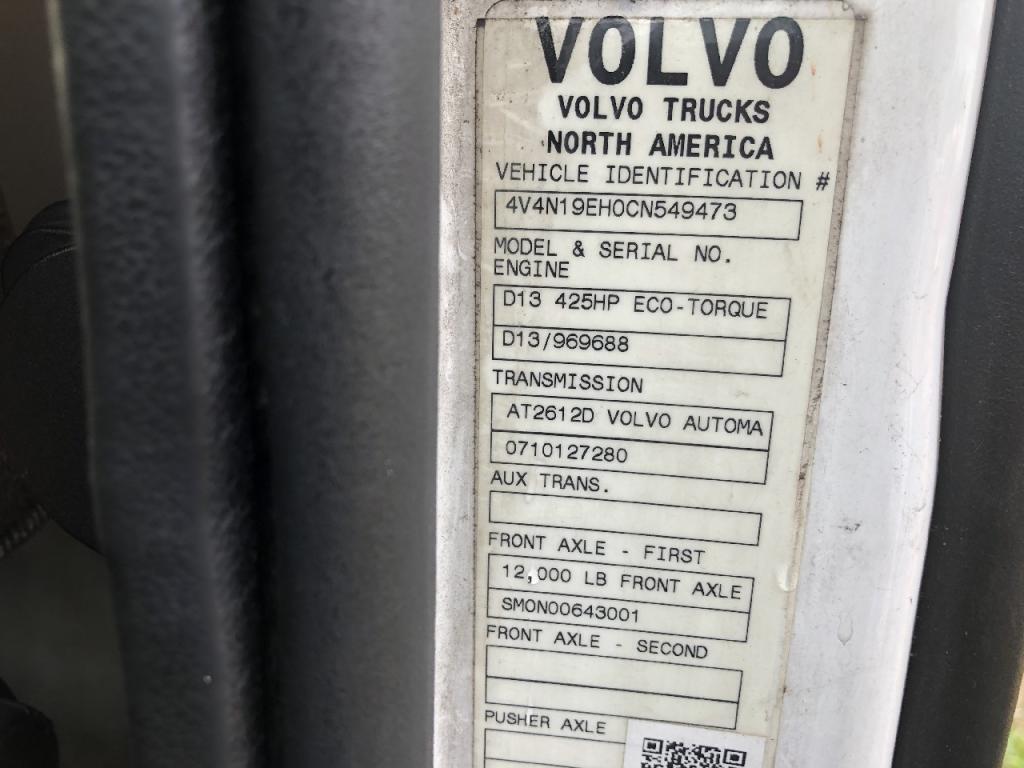 VOLVO
VOLVO TRUCKS
NORTH AMERICA
VEHICLE IDENTIFICATION #
4V4N19EH0CN549473
MODEL & SERIAL NO.
ENGINE
D13 425HP ECO-TORQUE
D13/969688
TRANSMISSION
AT2612D VOLVO AUTOMA
0710127280
AUX TRANS.
FRONT AXLE - FIRST
12,000 LB FRONT AXLE
SMON00643001
FRONT AXLE - SECOND
PUSHER AXLE